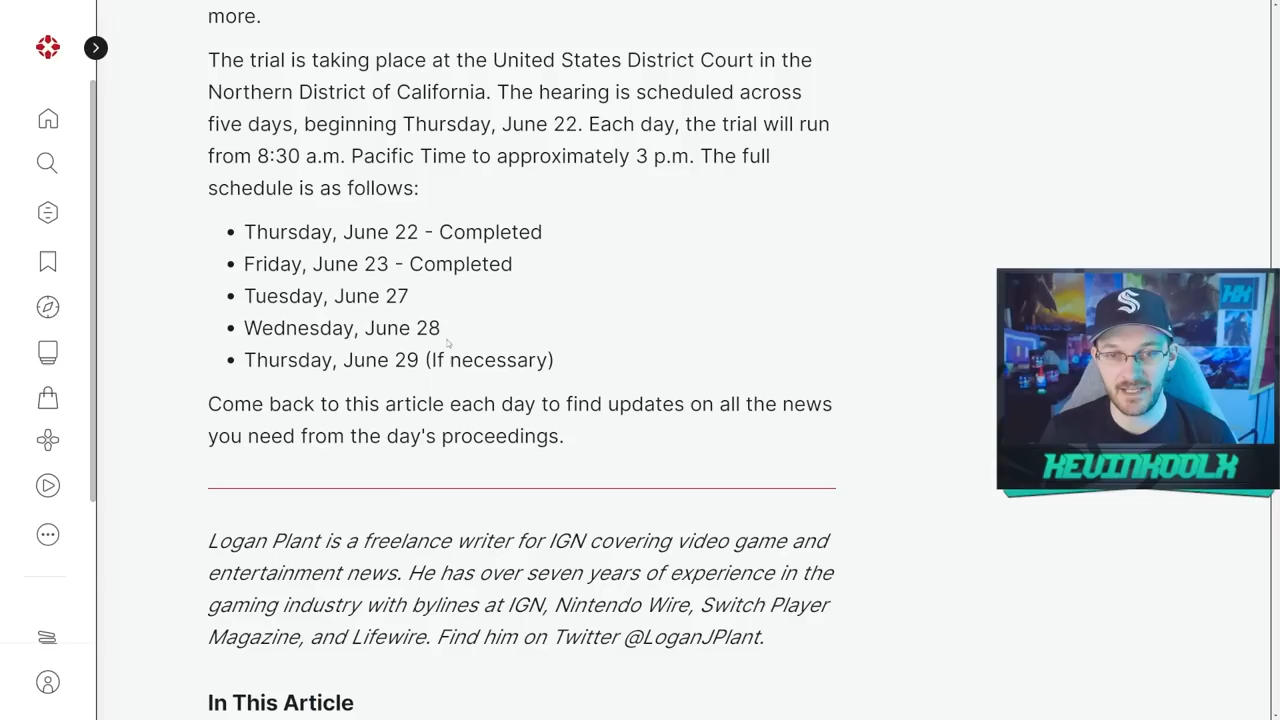 more.
The trial is taking place at the United States District Court in the
Northern District of California. The hearing is scheduled across
five days, beginning Thursday, June 22. Each day, the trial will run
from 8:30 a.m. Pacific Time to approximately 3 p.m. The full
schedule is as follows:
• Thursday, June 22 - Completed
• Friday, June 23 - Completed
• Tuesday, June 27
• Wednesday, June 28
• Thursday, June 29 (If necessary)
Come back to this article each day to find updates on all the news
you need from the day's proceedings.
KEVINKOOLX
Logan Plant is a freelance writer for IGN covering video game and
entertainment news. He has over seven years of experience in the
gaming industry with bylines at IGN, Nintendo Wire, Switch Player
Magazine, and Lifewire. Find him on Twitter @LoganJPlant.
In This Article